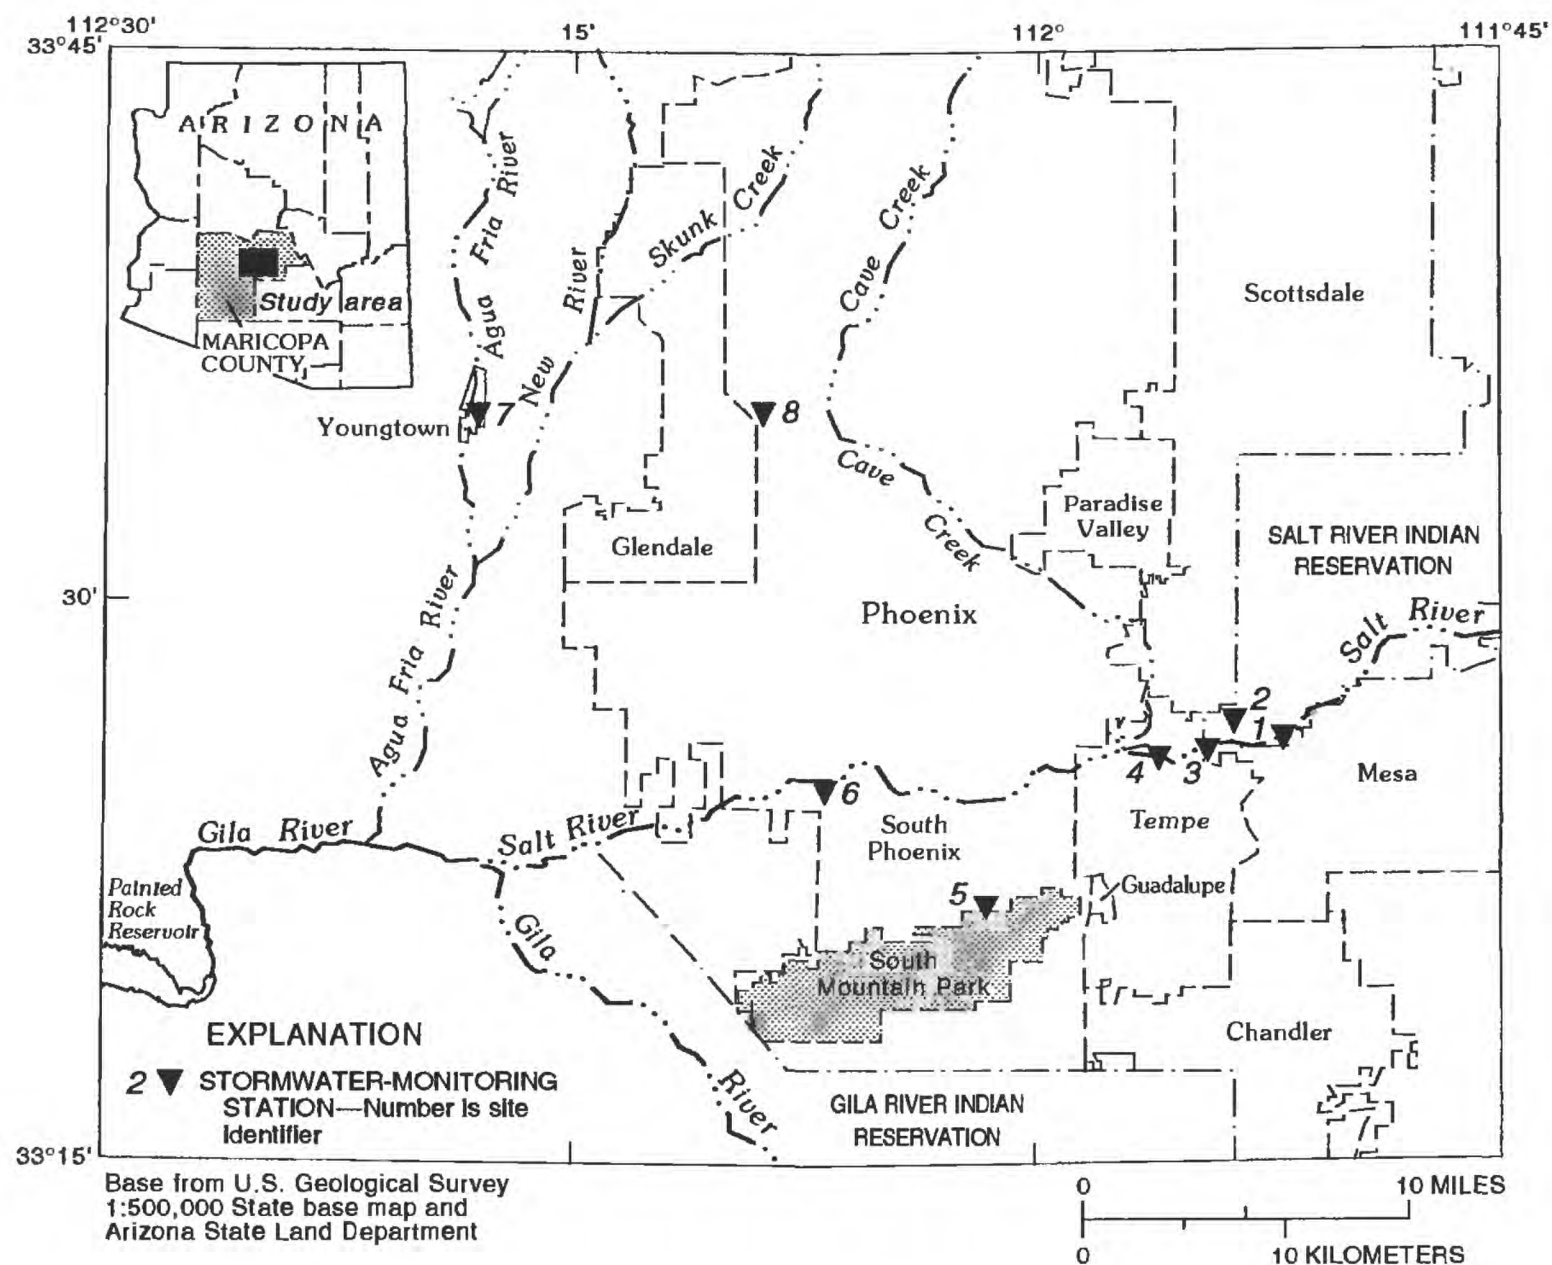 112°30'
15'
112°
111°45'
33°45'
ARIZONA
Study area
MARICOPA
COUNTY
Agua Fria River
New River
Skunk Creek
Cave Creek
Scottsdale
Youngtown
7
8
Cave Creek
Paradise
Valley
Glendale
SALT RIVER INDIAN
RESERVATION
30'
Phoenix
Agua Fria River
Salt River
2
1
4
3
6
Mesa
Tempe
Gila River
Salt River
South
Phoenix
Painted
Rock
Reservoir
5
Guadalupe
Gila River
South
Mountain Park
Chandler
EXPLANATION
2 STORMWATER-MONITORING
STATION—Number is site
identifier
GILA RIVER INDIAN
RESERVATION
33°15'
Base from U.S. Geological Survey
1:500,000 State base map and
Arizona State Land Department
0 10 MILES
0 10 KILOMETERS